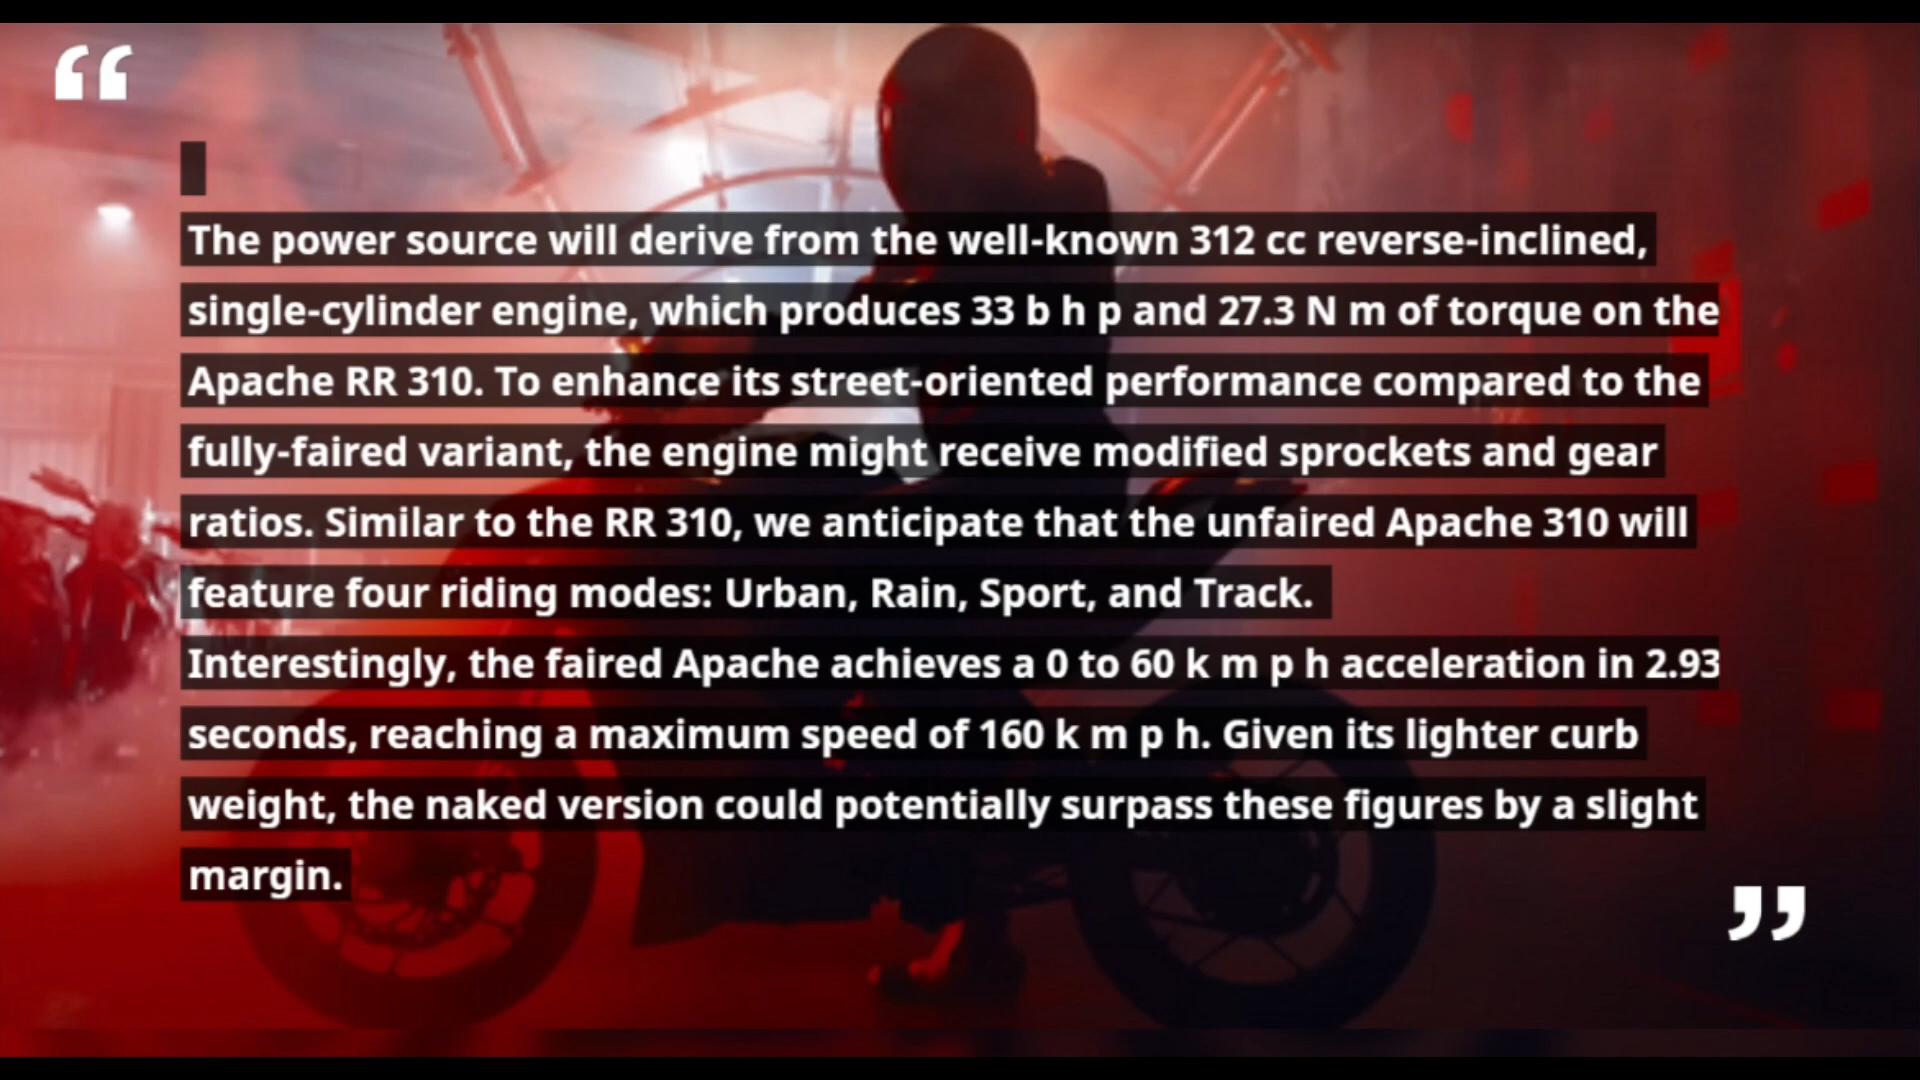 “
The power source will derive from the well-known 312 cc reverse-inclined,
single-cylinder engine, which produces 33 b h p and 27.3 N m of torque on the
Apache RR 310. To enhance its street-oriented performance compared to the
fully-faired variant, the engine might receive modified sprockets and gear
ratios. Similar to the RR 310, we anticipate that the unfaired Apache 310 will
feature four riding modes: Urban, Rain, Sport, and Track.
Interestingly, the faired Apache achieves a 0 to 60 k m p h acceleration in 2.93
seconds, reaching a maximum speed of 160 k m p h. Given its lighter curb
weight, the naked version could potentially surpass these figures by a slight
margin.
”